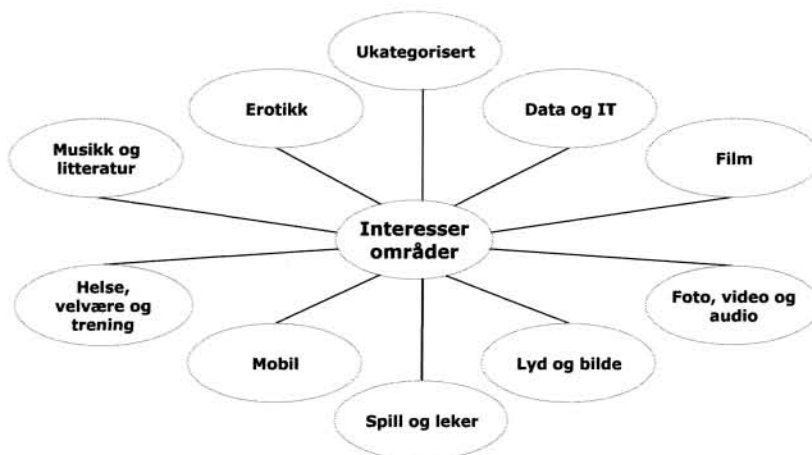 Ukategorisert
Erotikk
Data og IT
Musikk og
litteratur
Film
Interesser
områder
Helse,
velvære og
trening
Foto, video og
audio
Mobil
Lyd og bilde
Spill og leker